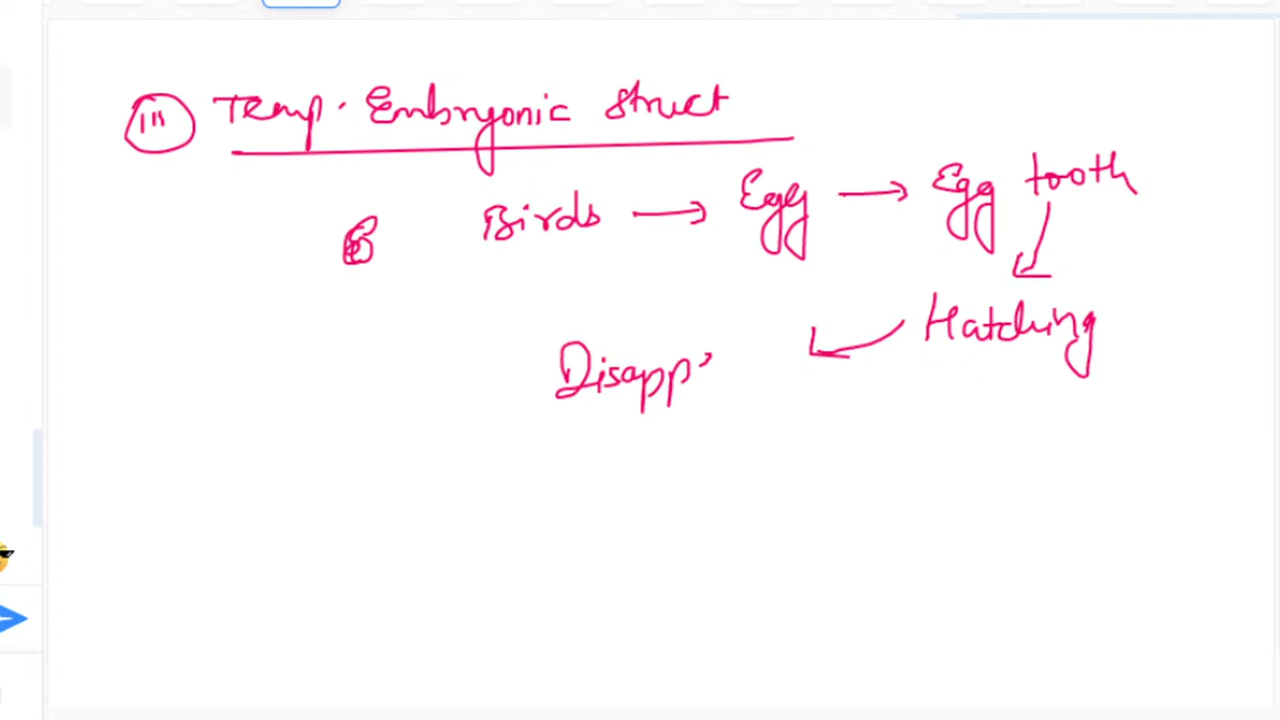 iii Temp. Embryonic Struct
Birds → Egg → Egg tooth
Hatching
Disapp